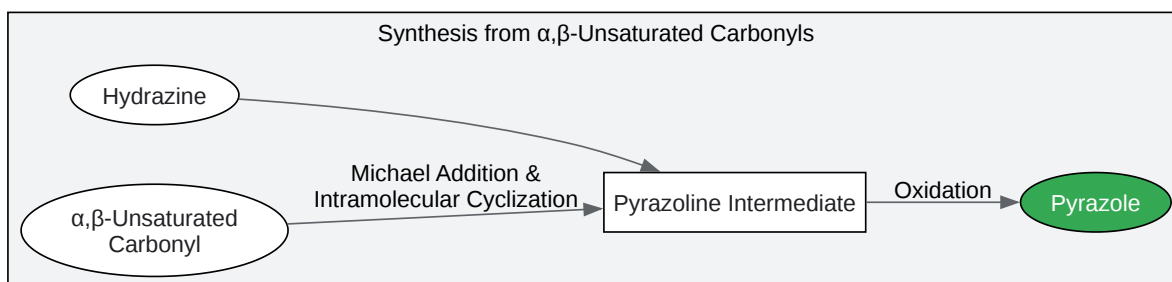 Synthesis from α,β-Unsaturated Carbonyls
Hydrazine
Michael Addition &
Intramolecular Cyclization
α,β-Unsaturated
Carbonyl
Pyrazoline Intermediate
Oxidation
Pyrazole